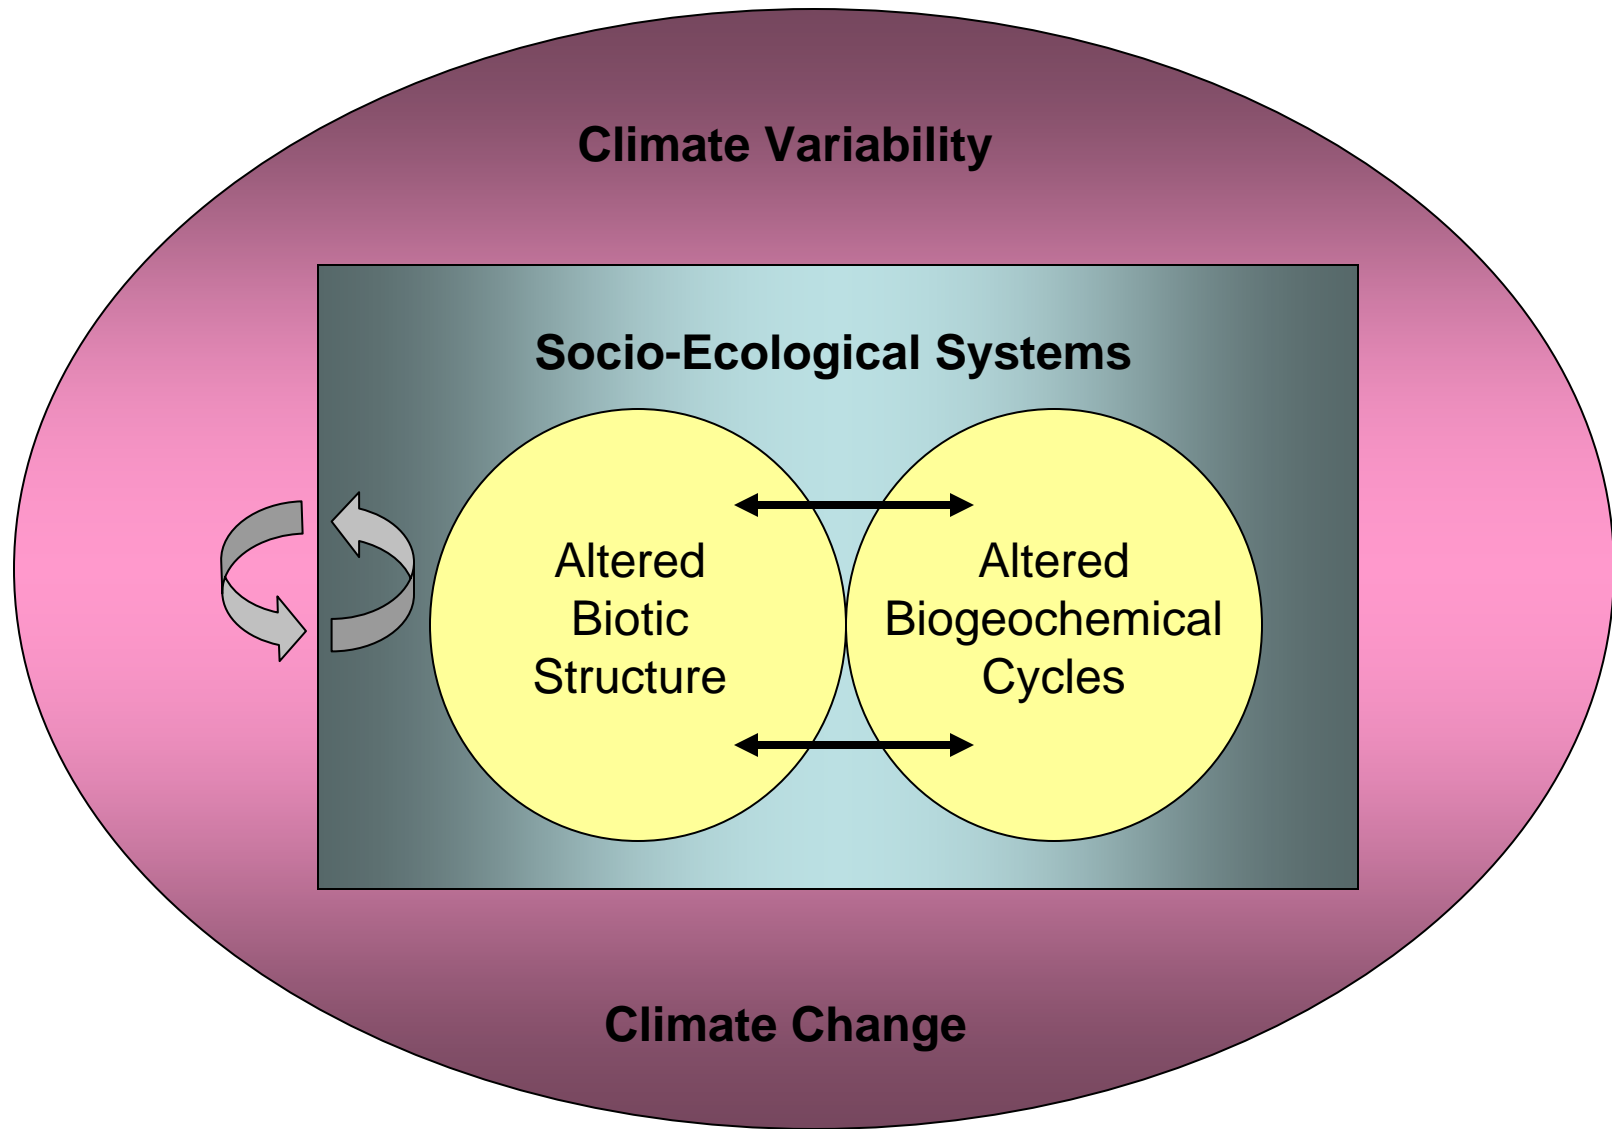 Climate Variability
Socio-Ecological Systems
Altered
Biotic
Structure
Altered
Biogeochemical
Cycles
Climate Change